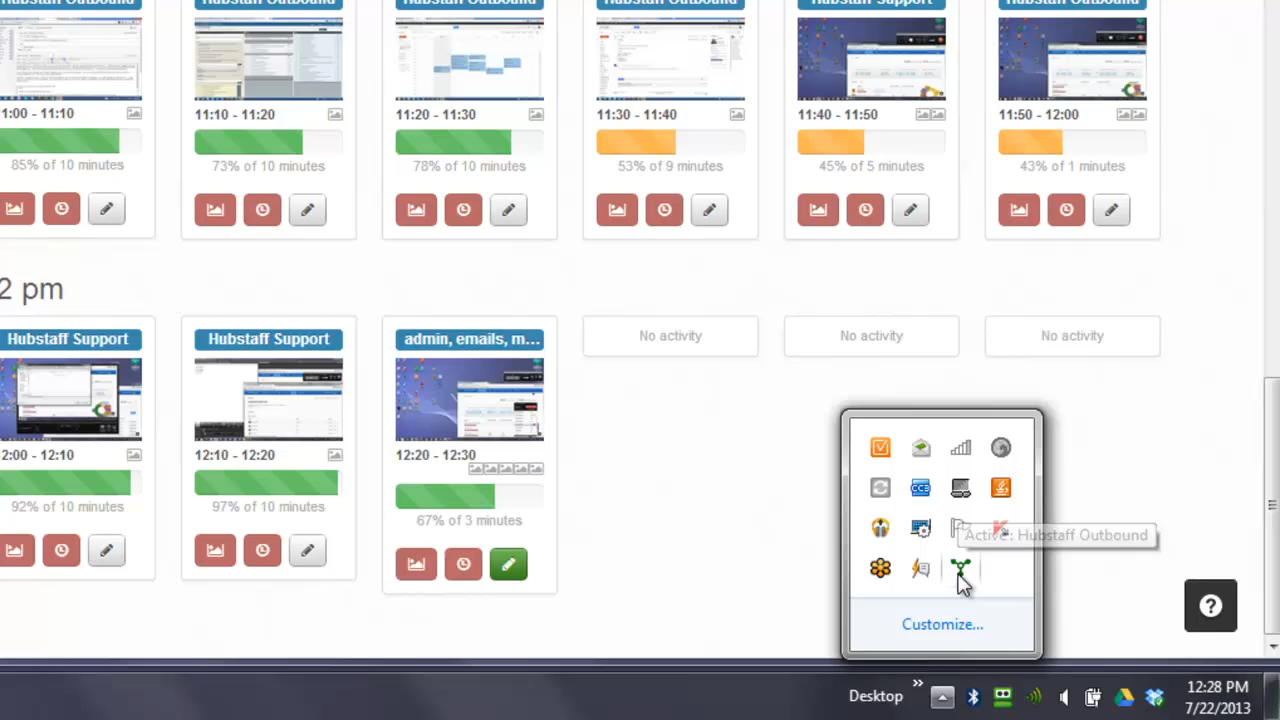 Hubstaff Outbound Hubstaff Outbound Hubstaff Outbound Hubstaff Outbound Hubstaff Support Hubstaff Outbound
1:00 - 11:10 11:10 - 11:20 11:20 - 11:30 11:30 - 11:40 11:40 - 11:50 11:50 - 12:00
85% of 10 minutes 73% of 10 minutes 78% of 10 minutes 53% of 9 minutes 45% of 5 minutes 43% of 1 minutes
2 pm
Hubstaff Support Hubstaff Support admin, emails, m... No activity No activity No activity
2:00 - 12:10 12:10 - 12:20 12:20 - 12:30
92% of 10 minutes 97% of 10 minutes 67% of 3 minutes
CCB
Active : Hubstaff Outbound
Customize...
Desktop
12:28 PM
7/22/2013